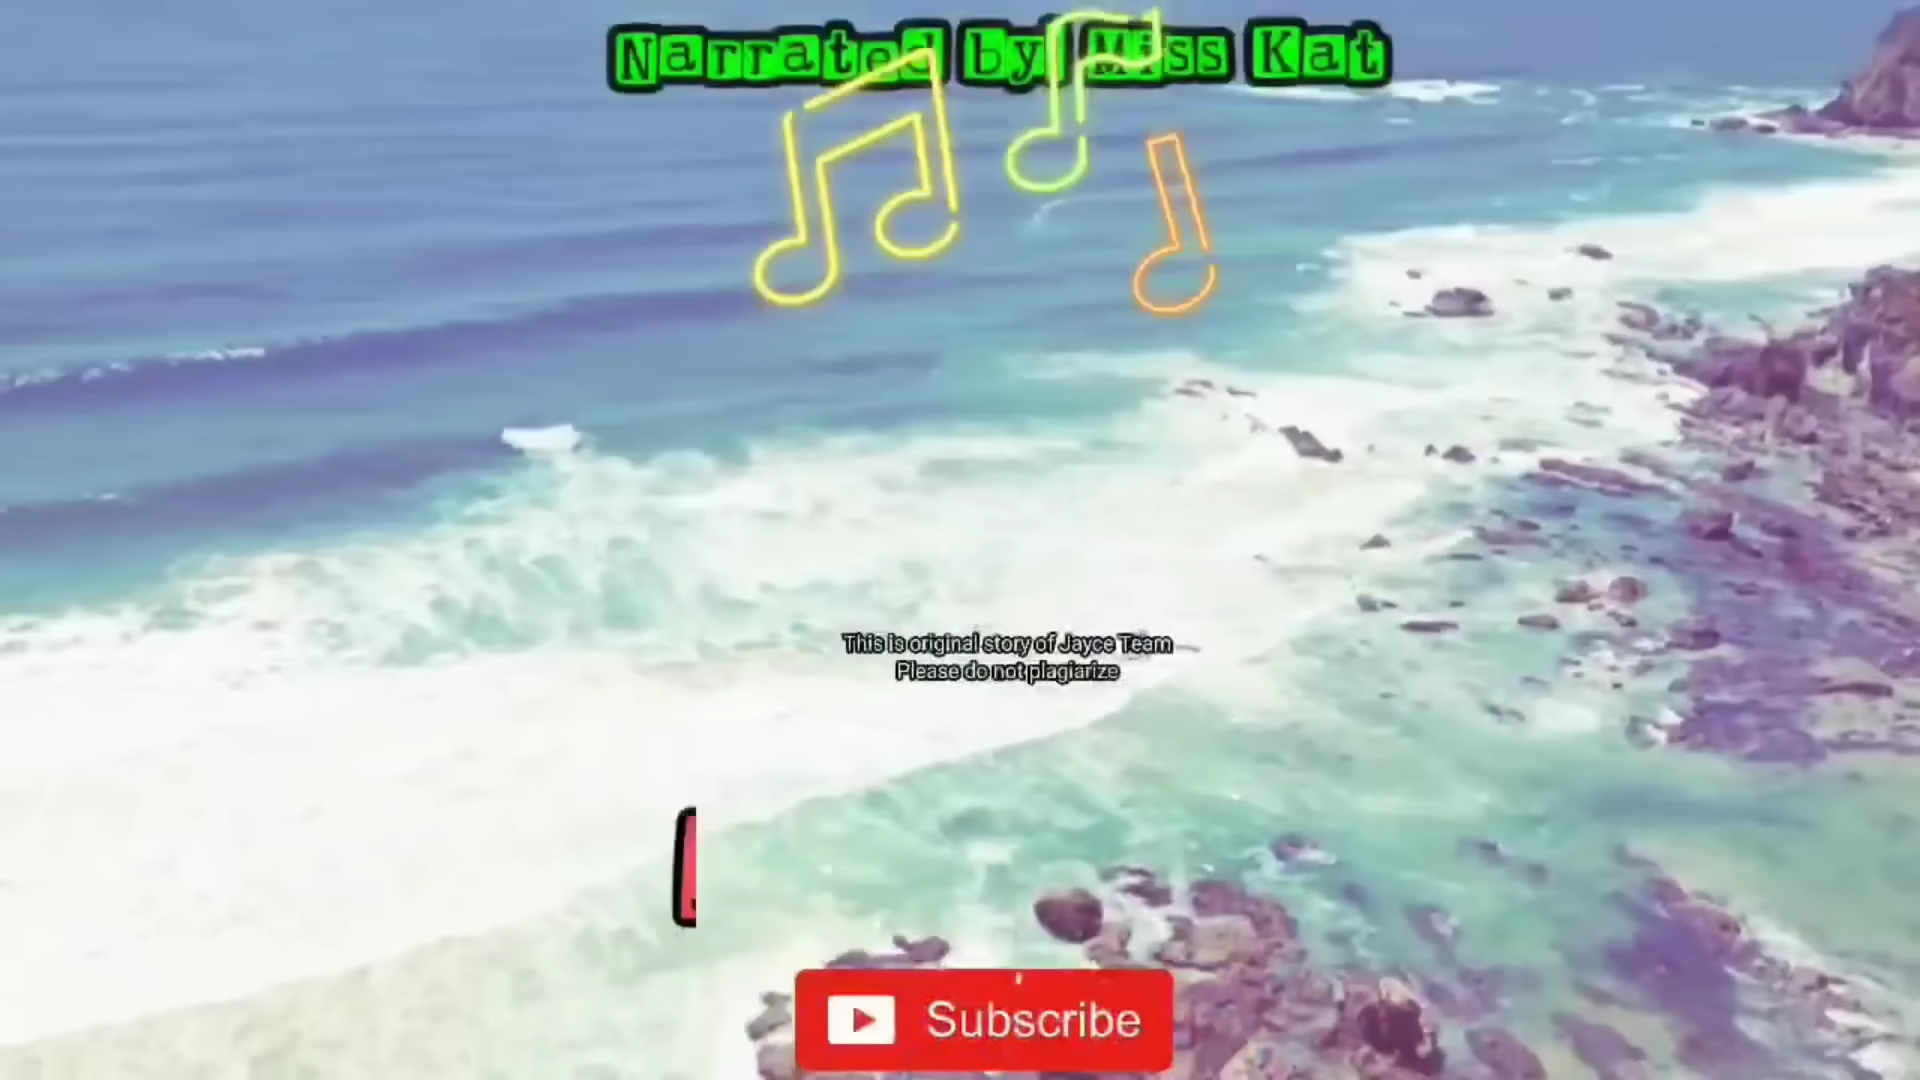 Narrated by Miss Kat
This is original story of Jayce Team
Please do not plagiarize
Subscribe